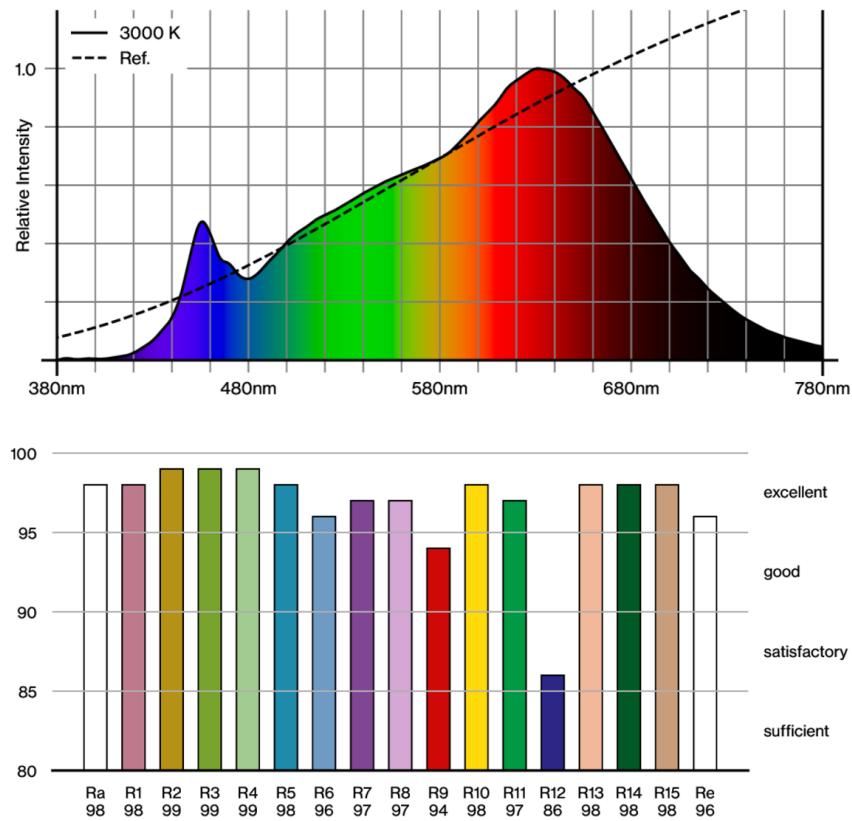 3000 K
Ref.
1.0
Relative Intensity
380nm 480nm 580nm 680nm 780nm
100
excellent
95
good
90
satisfactory
85
sufficient
80
Ra R1 R2 R3 R4 R5 R6 R7 R8 R9 R10 R11 R12 R13 R14 R15 Re
98 98 99 99 99 98 96 97 97 94 98 97 86 98 98 98 96